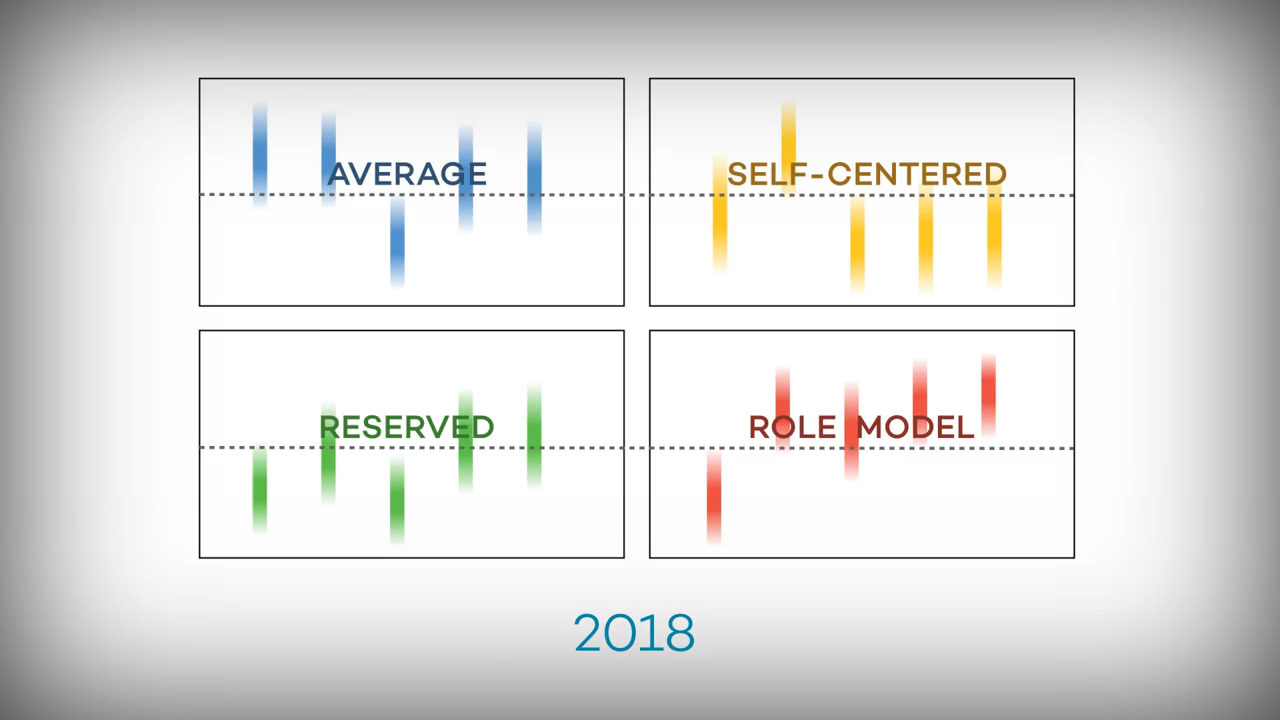 AVERAGE
SELF-CENTERED
RESERVED
ROLE MODEL
2018